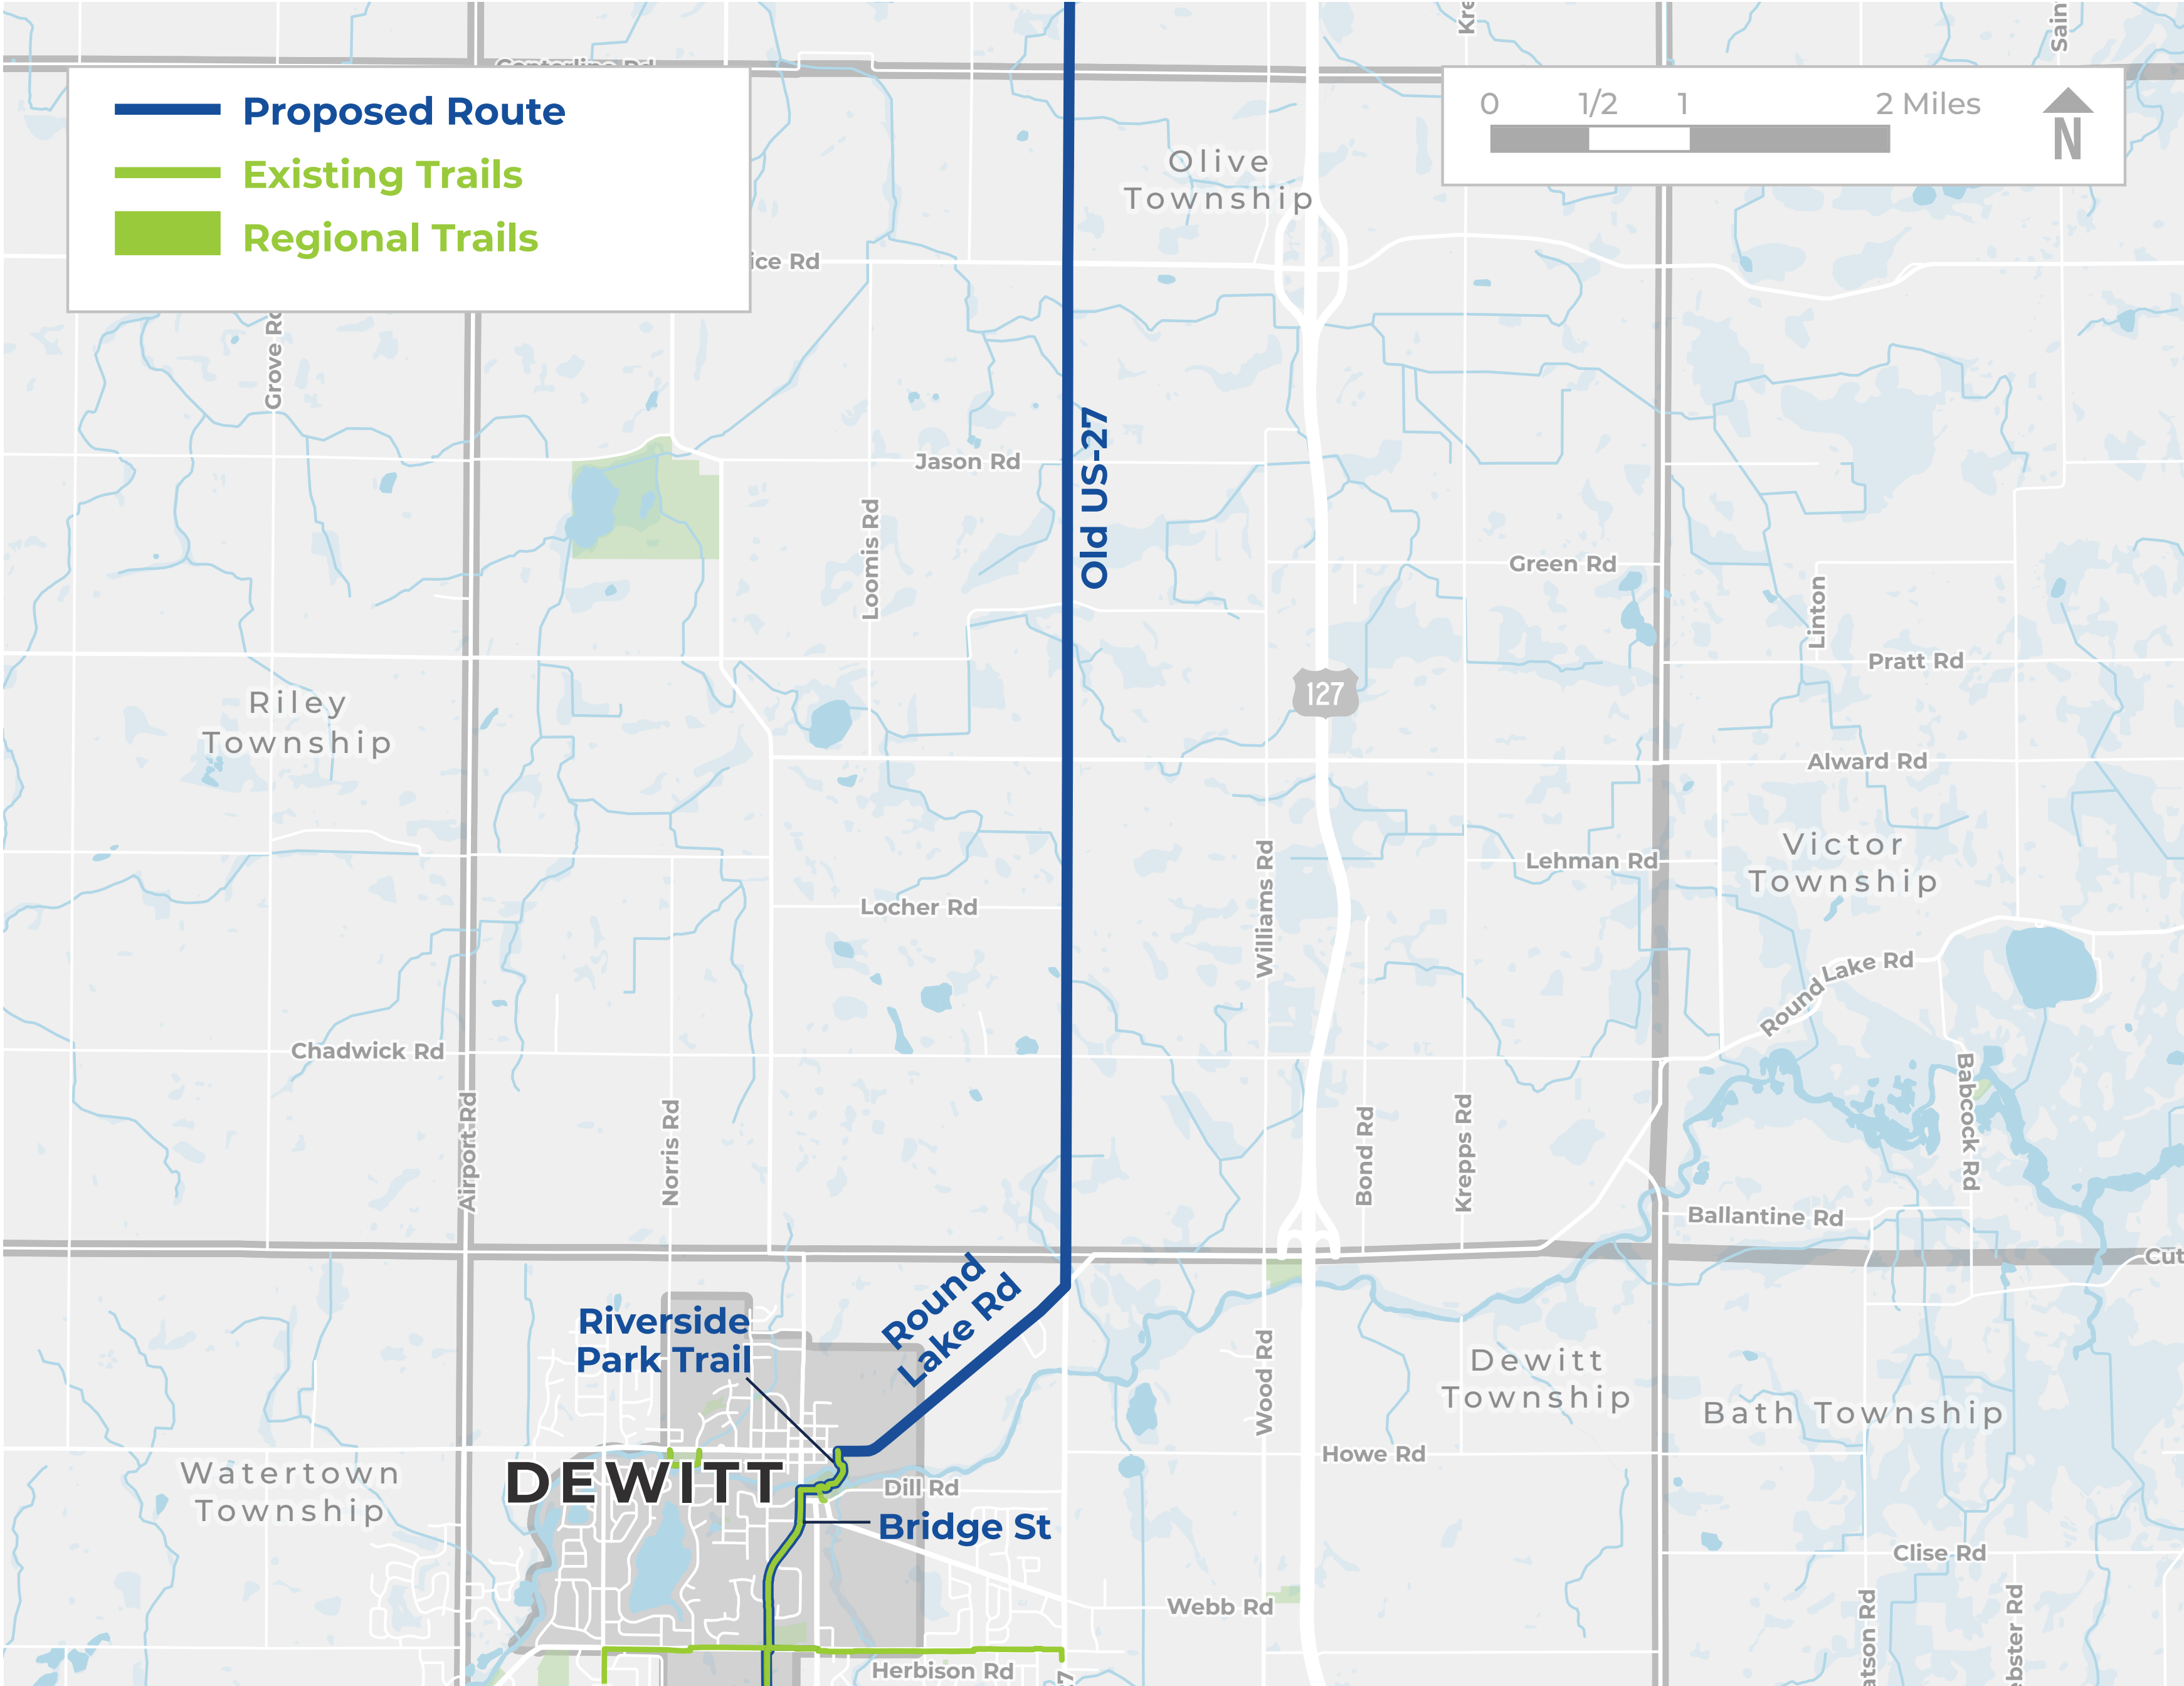 Proposed Route
Existing Trails
Regional Trails
0 1/2 1 2 Miles
N
Centerline Rd
Olive
Township
Grove Rd
Jason Rd
Loomis Rd
Old US-27
Green Rd
Linton
Pratt Rd
127
Riley
Township
Alward Rd
Victor
Township
Lehman Rd
Williams Rd
Locher Rd
Round Lake Rd
Chadwick Rd
Babcock Rd
Airport Rd
Norris Rd
Bond Rd
Krepps Rd
Ballantine Rd
Round
Lake Rd
Riverside
Park Trail
Wood Rd
Dewitt
Township
Bath Township
Howe Rd
Watertown
Township
DEWITT
Dill Rd
Bridge St
Clise Rd
Webb Rd
Herbison Rd